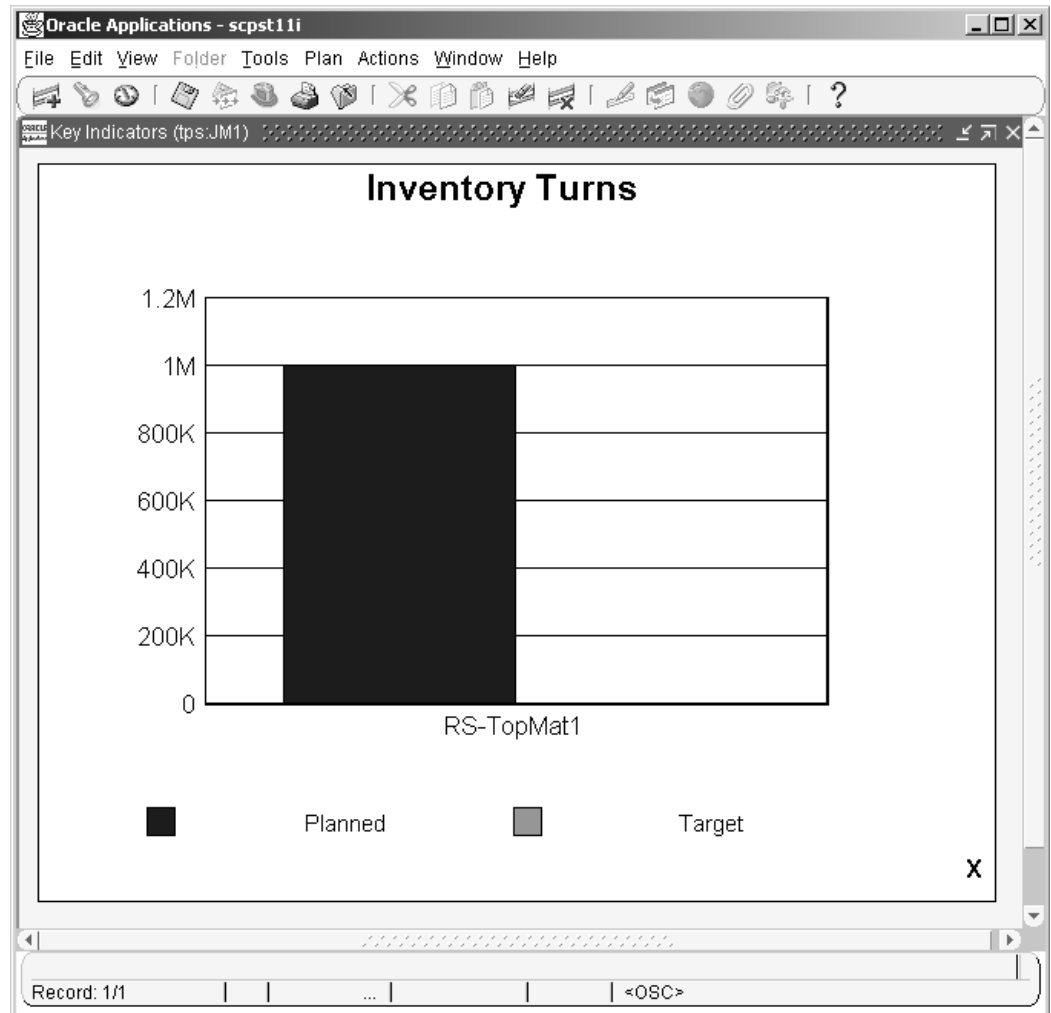 Oracle Applications - scpst11i
File Edit View Folder Tools Plan Actions Window Help
?
Key Indicators (tps:JM1)
Inventory Turns
1.2M
1M
800K
600K
400K
200K
0
RS-TopMat1
Planned Target
X
Record: 1/1 ... <OSC>